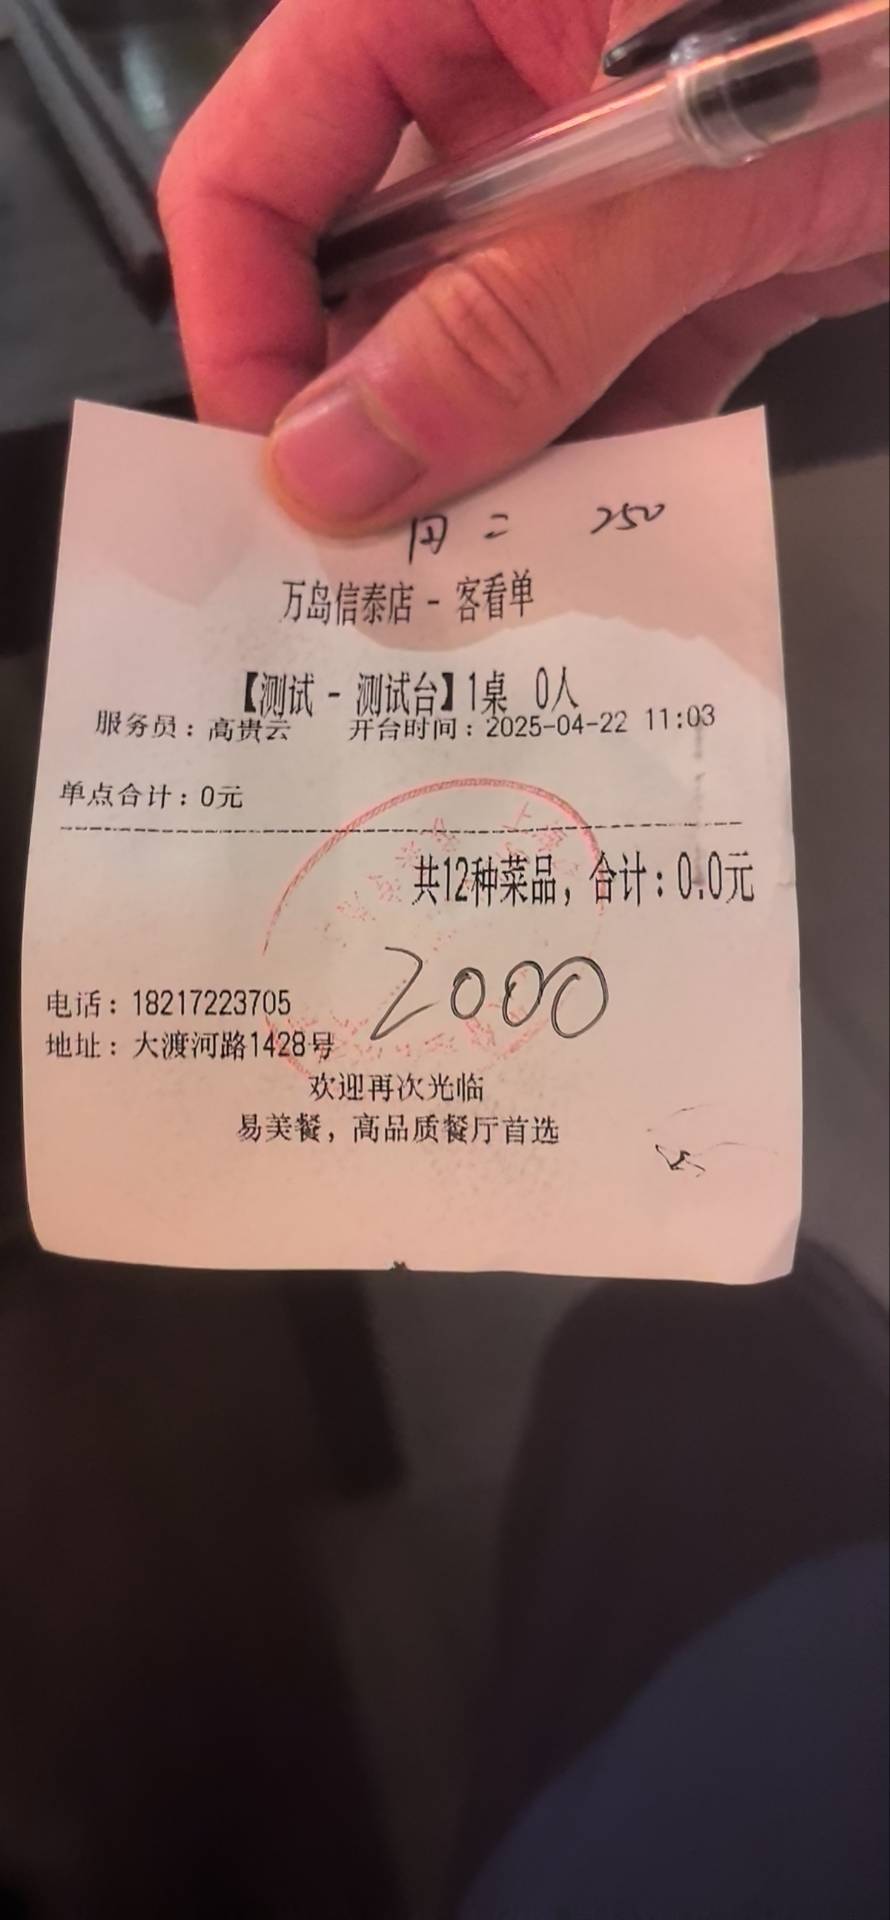 用二 250
万岛信泰店 - 客看单
【测试 - 测试台】1桌 0人
服务员：高贵云 开台时间：2025-04-22 11:03
单点合计：0元
共12种菜品，合计：0.0元
2000
电话：18217223705
地址：大渡河路1428号
欢迎再次光临
易美餐，高品质餐厅首选